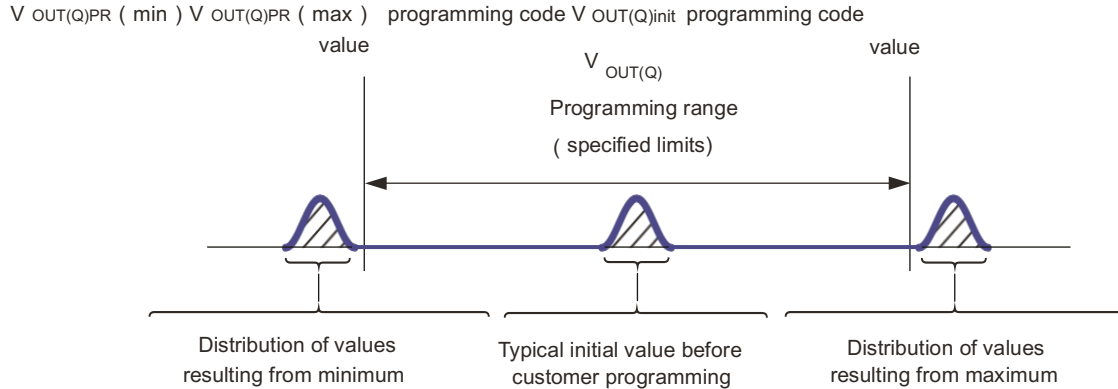 V OUT(Q)PR ( min ) V OUT(Q)PR ( max ) programming code V OUT(Q)init programming code
value
value
V OUT(Q)
Programming range
( specified limits)
Distribution of values
resulting from minimum
Typical initial value before
customer programming
Distribution of values
resulting from maximum